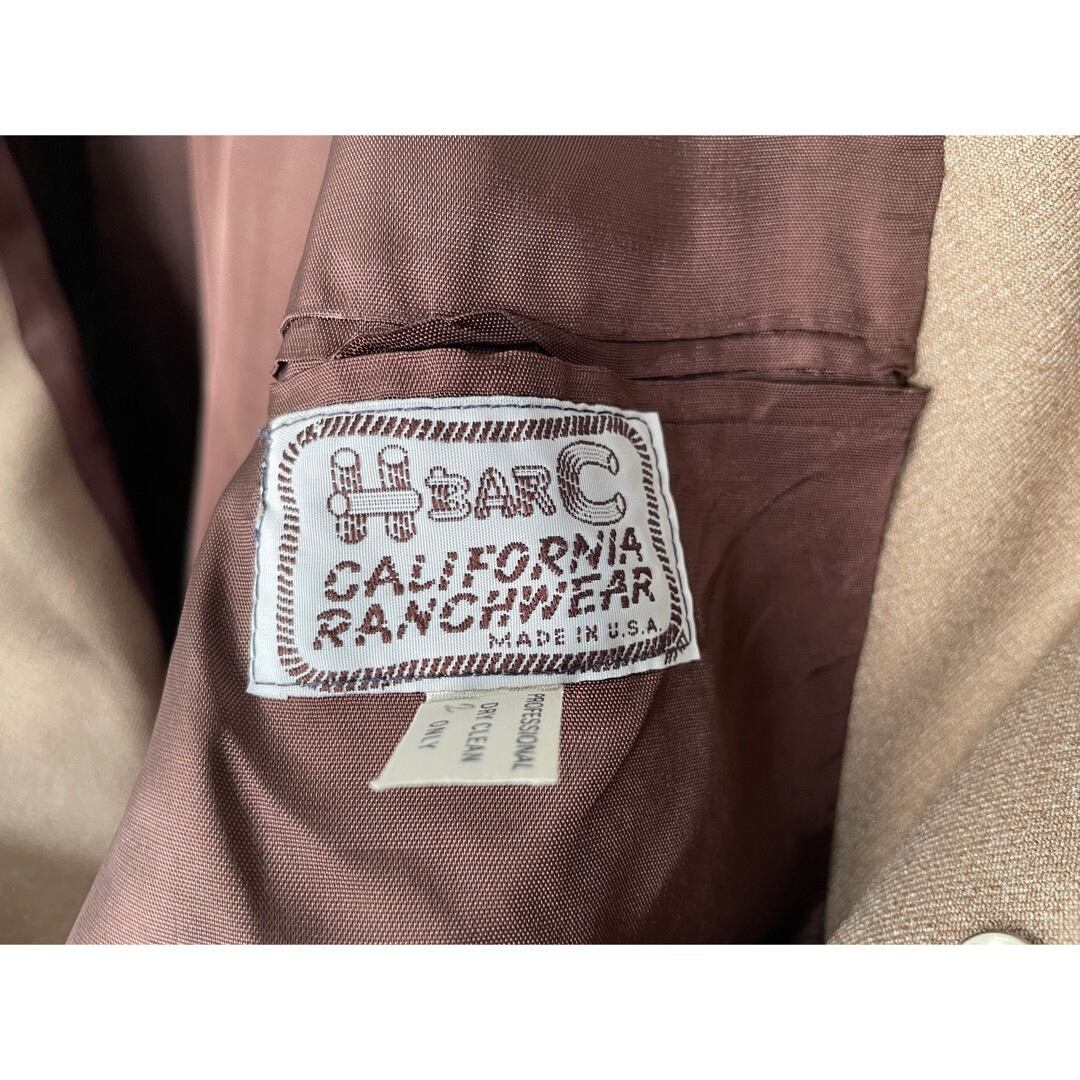 H BAR C
CALIFORNIA
RANCHWEAR
MADE IN U.S.A.
PROFESSIONAL
DRY CLEAN
ONLY